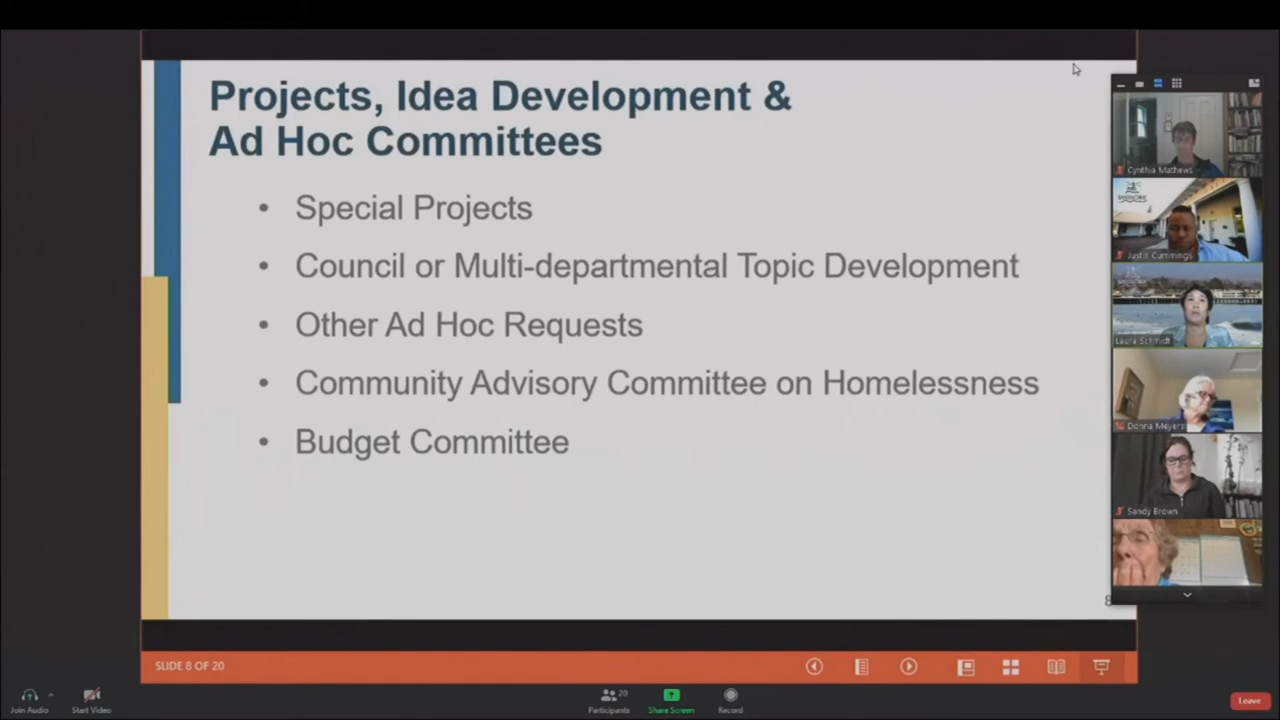 Projects, Idea Development &
Ad Hoc Committees
• Special Projects
• Council or Multi-departmental Topic Development
• Other Ad Hoc Requests
• Community Advisory Committee on Homelessness
• Budget Committee
8
Cynthia Mathews
Justin Cummings
Laura Schmidt
Donna Meyers
Sandy Brown
SLIDE 8 OF 20
Join Audio
Start Video
Participants
20
Share Screen
Record
Leave